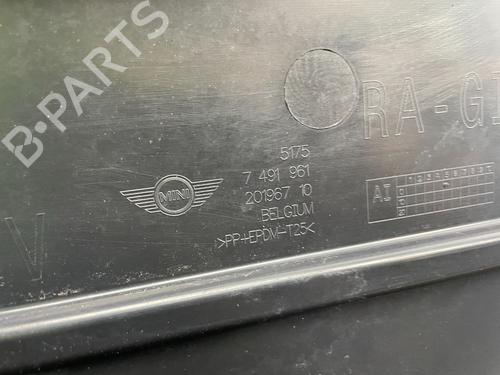 B-PARTS
RA-G
5175
7 491 961
201967 10
BELGIUM
>PP+EPDM-T25<
MINI
AI
V